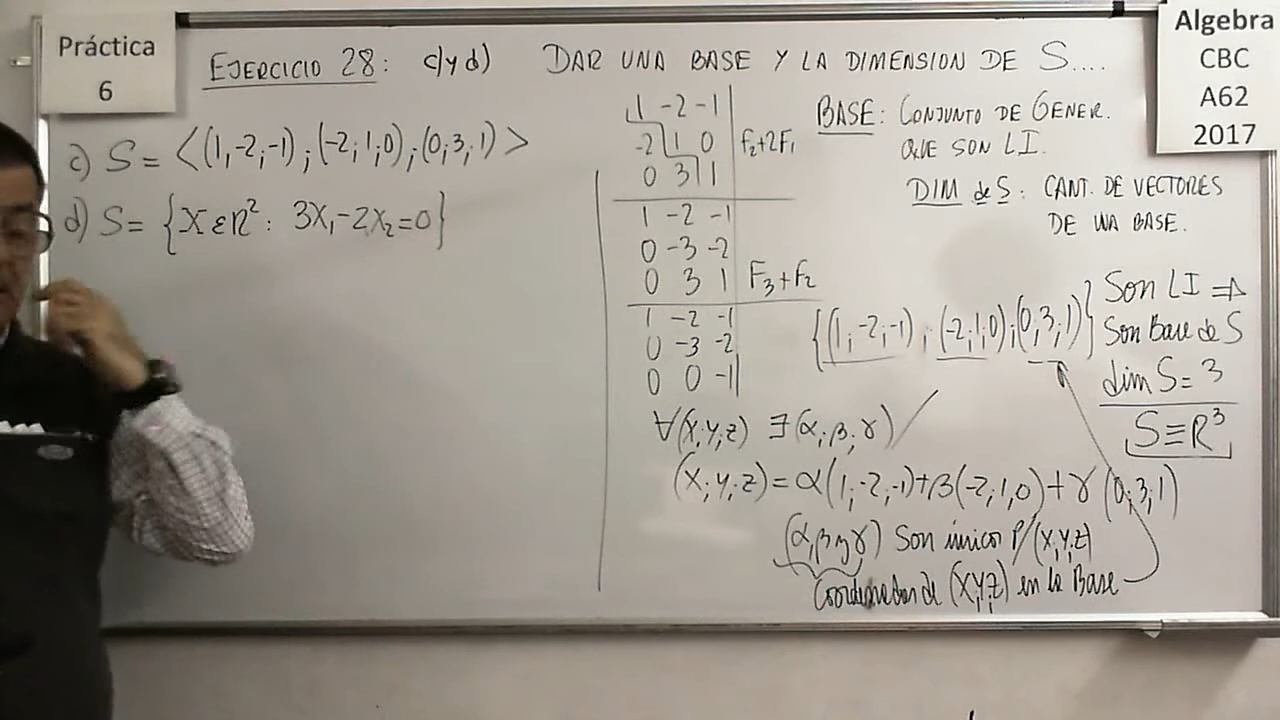 Práctica
6
EJERCICIO 28: c) y d) DAR UNA BASE Y LA DIMENSION DE S....
Algebra
CBC
A62
2017
c) S = <(1,-2,-1);(-2;1;0);(0;3;1)>
d) S = {X ε R²: 3X₁-2X₂=0}
1 -2 -1
-2 1 0 F₂+2F₁
0 3 1
1 -2 -1
0 -3 -2
0 3 1 F₃+F₂
1 -2 -1
0 -3 -2
0 0 -1
BASE: CONJUNTO DE GENER.
QUE SON LI.
DIM de S: CANT. DE VECTORES
DE UNA BASE.
{(1;-2;-1);(-2;1;0);(0;3;1)}
Son LI ⇒
Son Base de S
dim S = 3
S≡R³
∀(X;Y;Z) ∃(α;β;γ) /
(X;Y;Z)=α(1;-2,-1)+β(-2;1,0)+γ(0;3;1)
(α,β y γ) Son únicos P/(X,Y,Z)
Coordenadas de (X,Y,Z) en la Base